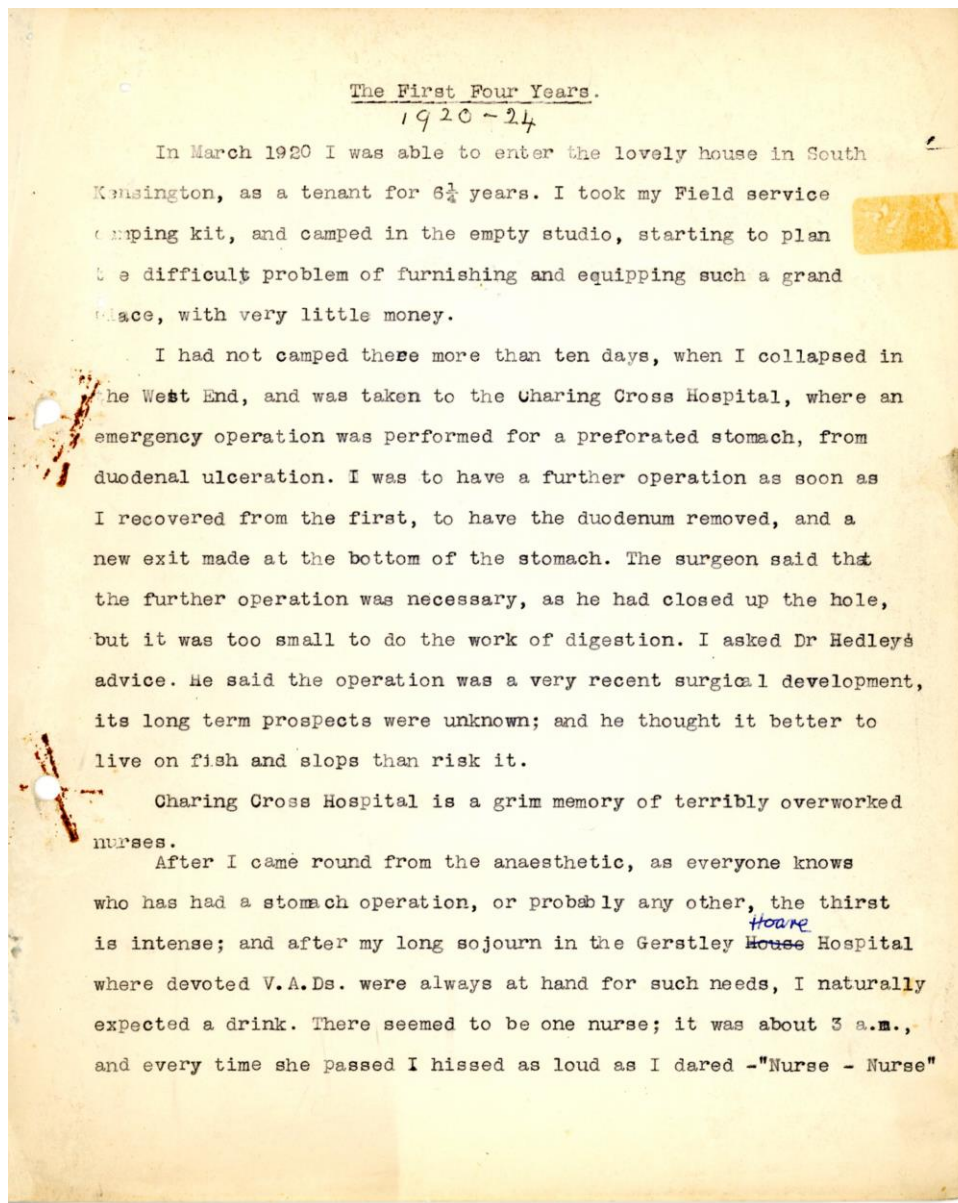 The First Four Years.
1920-24
In March 1920 I was able to enter the lovely house in South
Kensington, as a tenant for 6¼ years. I took my Field service
camping kit, and camped in the empty studio, starting to plan
the difficult problem of furnishing and equipping such a grand
place, with very little money.
I had not camped there more than ten days, when I collapsed in
the West End, and was taken to the Charing Cross Hospital, where an
emergency operation was performed for a preforated stomach, from
duodenal ulceration. I was to have a further operation as soon as
I recovered from the first, to have the duodenum removed, and a
new exit made at the bottom of the stomach. The surgeon said that
the further operation was necessary, as he had closed up the hole,
but it was too small to do the work of digestion. I asked Dr Hedleys
advice. He said the operation was a very recent surgical development,
its long term prospects were unknown; and he thought it better to
live on fish and slops than risk it.
Charing Cross Hospital is a grim memory of terribly overworked
nurses.
After I came round from the anaesthetic, as everyone knows
who has had a stomach operation, or probably any other, the thirst
Hoare
is intense; and after my long sojourn in the Gerstley House Hospital
where devoted V.A.Ds. were always at hand for such needs, I naturally
expected a drink. There seemed to be one nurse; it was about 3 a.m.,
and every time she passed I hissed as loud as I dared -"Nurse - Nurse"